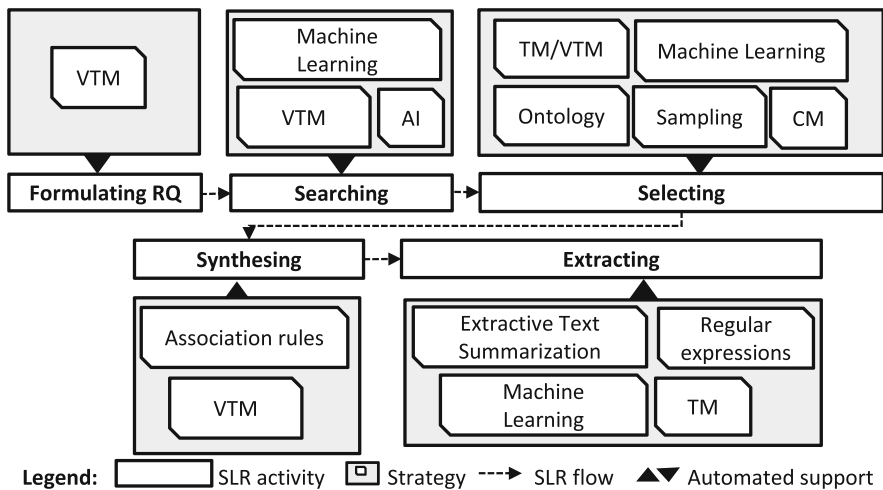 VTM
Machine
Learning
VTM
AI
TM/VTM
Machine Learning
Ontology
Sampling
CM
Formulating RQ
Searching
Selecting
Synthesing
Extracting
Association rules
VTM
Extractive Text
Summarization
Regular
expressions
Machine
Learning
TM
Legend:
SLR activity
Strategy
SLR flow
Automated support